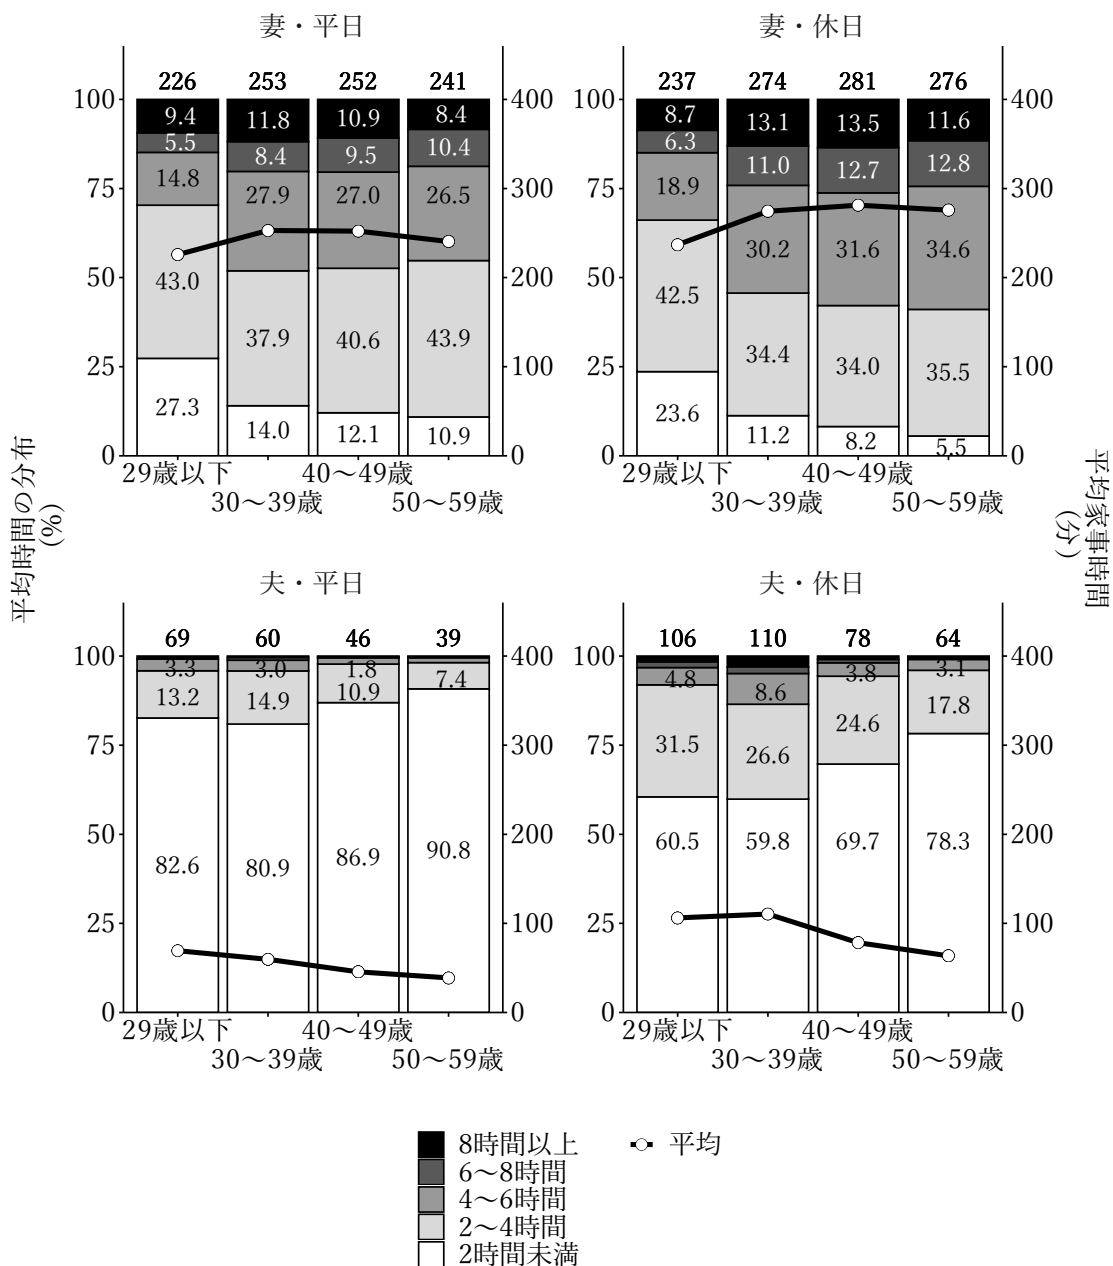 妻・平日
226 253 252 241
100 75 50 25 0
400 300 200 100 0
9.4 11.8 10.9 8.4
5.5 8.4 9.5 10.4
14.8 27.9 27.0 26.5
43.0 37.9 40.6 43.9
27.3 14.0 12.1 10.9
29歳以下 40〜49歳
30〜39歳 50〜59歳
妻・休日
237 274 281 276
100 75 50 25 0
400 300 200 100 0
8.7 13.1 13.5 11.6
6.3 11.0 12.7 12.8
18.9 30.2 31.6 34.6
42.5 34.4 34.0 35.5
23.6 11.2 8.2 5.5
29歳以下 40〜49歳
30〜39歳 50〜59歳
平均時間の分布
(%)
平均家事時間
(分)
夫・平日
69 60 46 39
100 75 50 25 0
400 300 200 100 0
3.3 3.0 1.8
13.2 14.9 10.9 7.4
82.6 80.9 86.9 90.8
29歳以下 40〜49歳
30〜39歳 50〜59歳
夫・休日
106 110 78 64
100 75 50 25 0
400 300 200 100 0
4.8 8.6 3.8 3.1
31.5 26.6 24.6 17.8
60.5 59.8 69.7 78.3
29歳以下 40〜49歳
30〜39歳 50〜59歳
8時間以上
6〜8時間
4〜6時間
2〜4時間
2時間未満
平均